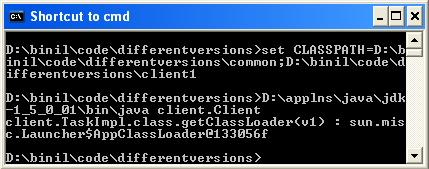 Shortcut to cmd
D:\binil\code\differentversions>set CLASSPATH=D:\b
inil\code\differentversions\common;D:\binil\code\d
ifferentversions\client1
D:\binil\code\differentversions>D:\applns\java\jdk
-1_5_0_01\bin\java client.Client
client.TaskImpl.class.getClassLoader(v1) : sun.mis
c.Launcher$AppClassLoader@133056f
D:\binil\code\differentversions>